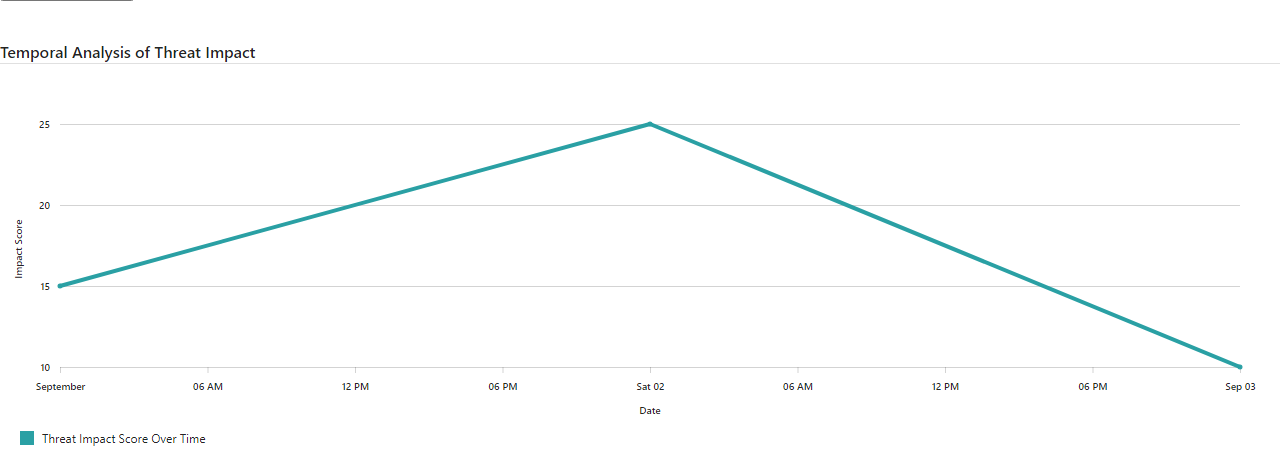 Temporal Analysis of Threat Impact
25
20
15
10
Impact Score
September 06 AM 12 PM 06 PM Sat 02 06 AM 12 PM 06 PM Sep 03
Date
Threat Impact Score Over Time